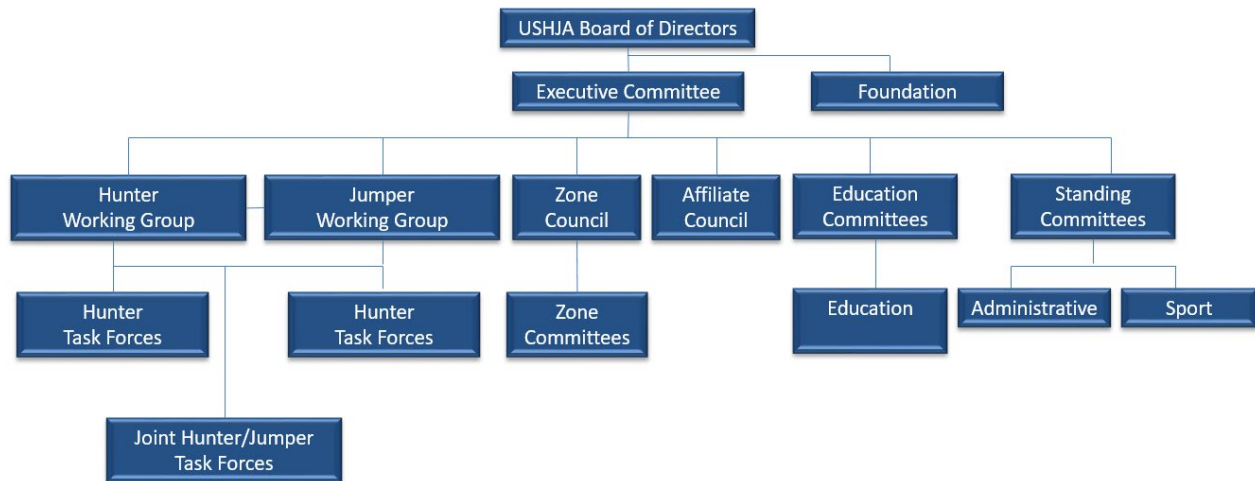 USHJA Board of Directors
Executive Committee
Foundation
Hunter
Working Group
Jumper
Working Group
Zone
Council
Affiliate
Council
Education
Committees
Standing
Committees
Hunter
Task Forces
Hunter
Task Forces
Zone
Committees
Education
Administrative
Sport
Joint Hunter/Jumper
Task Forces